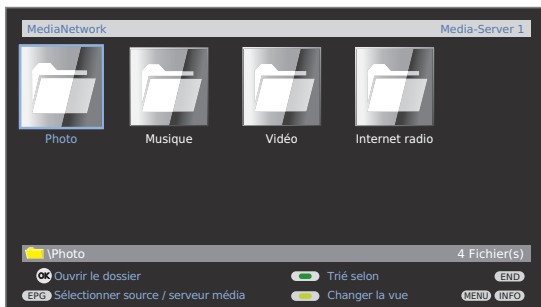 MediaNetwork Media-Server 1
Photo Musique Vidéo Internet radio
\Photo 4 Fichier(s)
OK Ouvrir le dossier Trié selon END
EPG Sélectionner source / serveur média Changer la vue MENU INFO